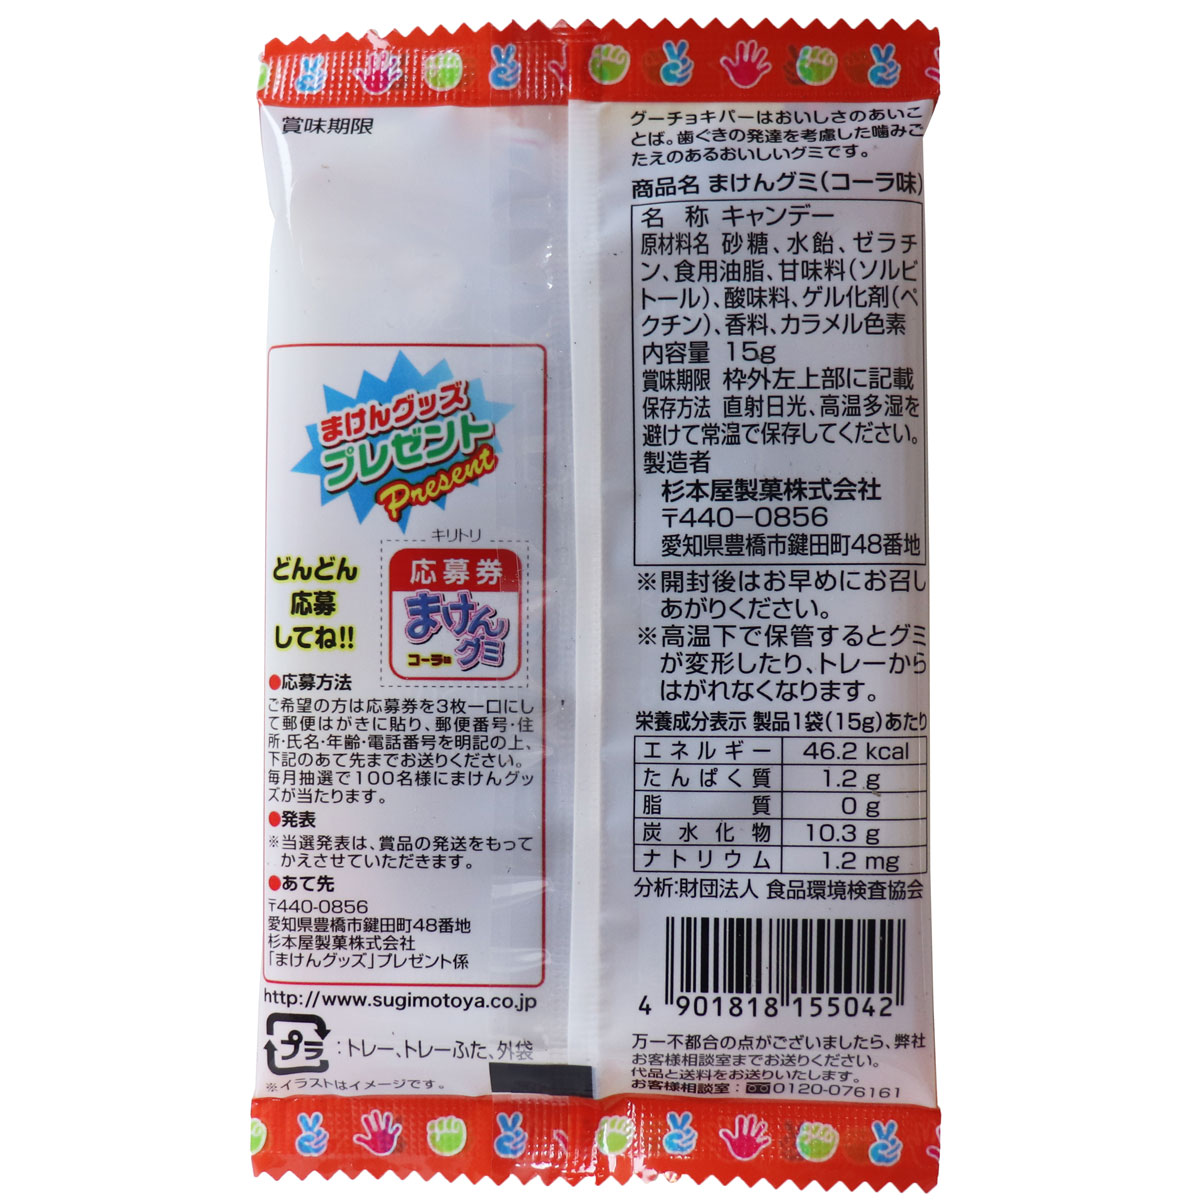 賞味期限
まけんグッズ
プレゼント
Present
キリトリ
応募券
まけん
グミ
コーラ味
どんどん
応募
してね!!
●応募方法
ご希望の方は応募券を3枚一口にし
て郵便はがきに貼り、郵便番号・住
所・氏名・年齢・電話番号を明記の上、
下記のあて先までお送りください。
毎月抽選で100名様にまけんグッ
ズが当たります。
●発表
※当選発表は、賞品の発送をもって
かえさせていただきます。
●あて先
〒440-0856
愛知県豊橋市鍵田町48番地
杉本屋製菓株式会社
「まけんグッズ」プレゼント係
http://www.sugimotoya.co.jp
プラ:トレー、トレーふた、外袋
※イラストはイメージです。
グーチョキパーはおいしさのあいこ
とば。歯ぐきの発達を考慮した噛みご
たえのあるおいしいグミです。
商品名 まけんグミ(コーラ味)
名称 キャンデー
原材料名 砂糖、水飴、ゼラチ
ン、食用油脂、甘味料(ソルビ
トール)、酸味料、ゲル化剤(ペ
クチン)、香料、カラメル色素
内容量 15g
賞味期限 枠外左上部に記載
保存方法 直射日光、高温多湿を
避けて常温で保存してください。
製造者
杉本屋製菓株式会社
〒440-0856
愛知県豊橋市鍵田町48番地
※開封後はお早めにお召し
あがりください。
※高温下で保管するとグミ
が変形したり、トレーから
はがれなくなります。
栄養成分表示 製品1袋(15g)あたり
エネルギー 46.2 kcal
たんぱく質 1.2 g
脂質 0 g
炭水化物 10.3 g
ナトリウム 1.2 mg
分析:財団法人 食品環境検査協会
4 901818 155042
万一不都合の点がございましたら、弊社
お客様相談室までお送りください。
代品と送料をお送りいたします。
お客様相談室:0120-076161